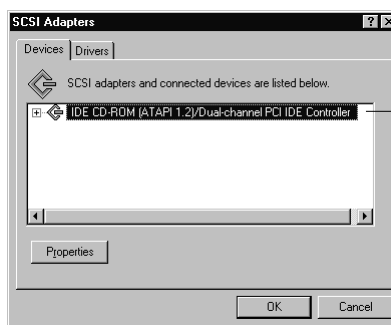 SCSI Adapters
Devices
Drivers
SCSI adapters and connected devices are listed below.
IDE CD-ROM (ATAPI 1.2)/Dual-channel PCI IDE Controller
Properties
OK
Cancel